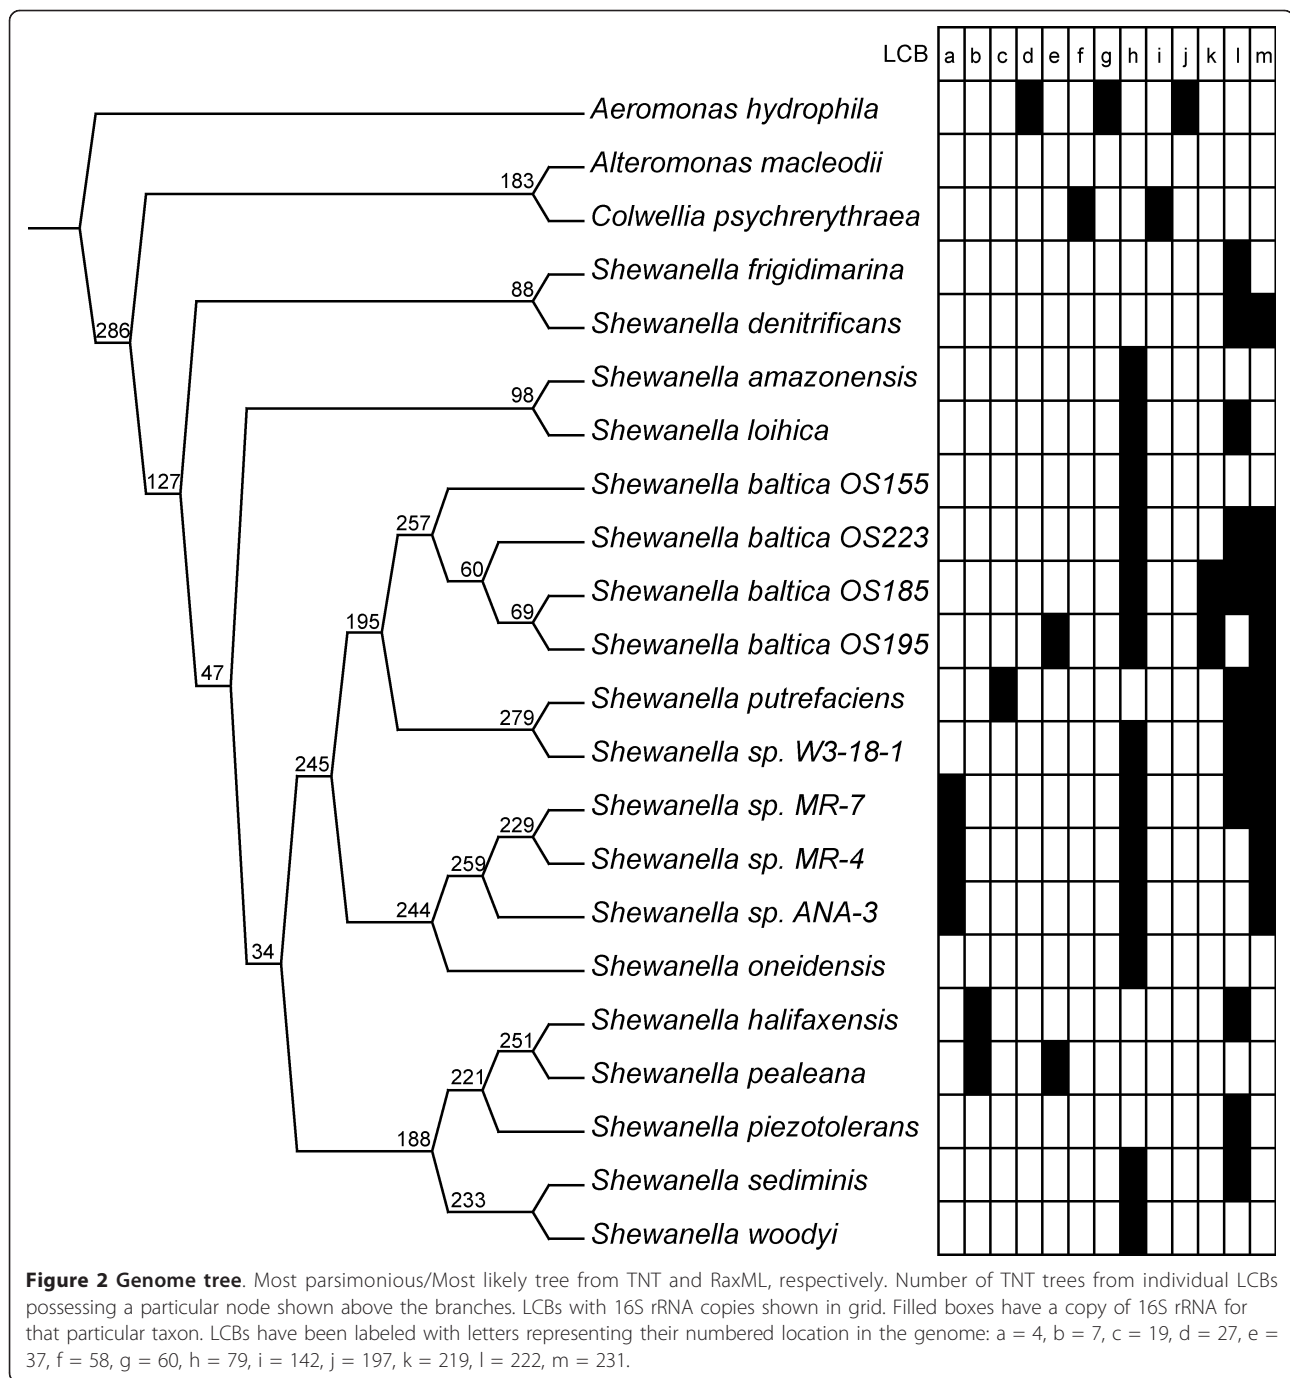 LCB a b c d e f g h i j k l m
Aeromonas hydrophila
183
Alteromonas macleodii
Colwellia psychrerythraea
88
Shewanella frigidimarina
286
Shewanella denitrificans
98
Shewanella amazonensis
Shewanella loihica
127
Shewanella baltica OS155
257
Shewanella baltica OS223
60
Shewanella baltica OS185
69
195
Shewanella baltica OS195
47
Shewanella putrefaciens
279
Shewanella sp. W3-18-1
245
Shewanella sp. MR-7
229
Shewanella sp. MR-4
259
244
Shewanella sp. ANA-3
34
Shewanella oneidensis
Shewanella halifaxensis
251
221
Shewanella pealeana
188
Shewanella piezotolerans
233
Shewanella sediminis
Shewanella woodyi
Figure 2 Genome tree. Most parsimonious/Most likely tree from TNT and RaxML, respectively. Number of TNT trees from individual LCBs
possessing a particular node shown above the branches. LCBs with 16S rRNA copies shown in grid. Filled boxes have a copy of 16S rRNA for
that particular taxon. LCBs have been labeled with letters representing their numbered location in the genome: a = 4, b = 7, c = 19, d = 27, e =
37, f = 58, g = 60, h = 79, i = 142, j = 197, k = 219, l = 222, m = 231.